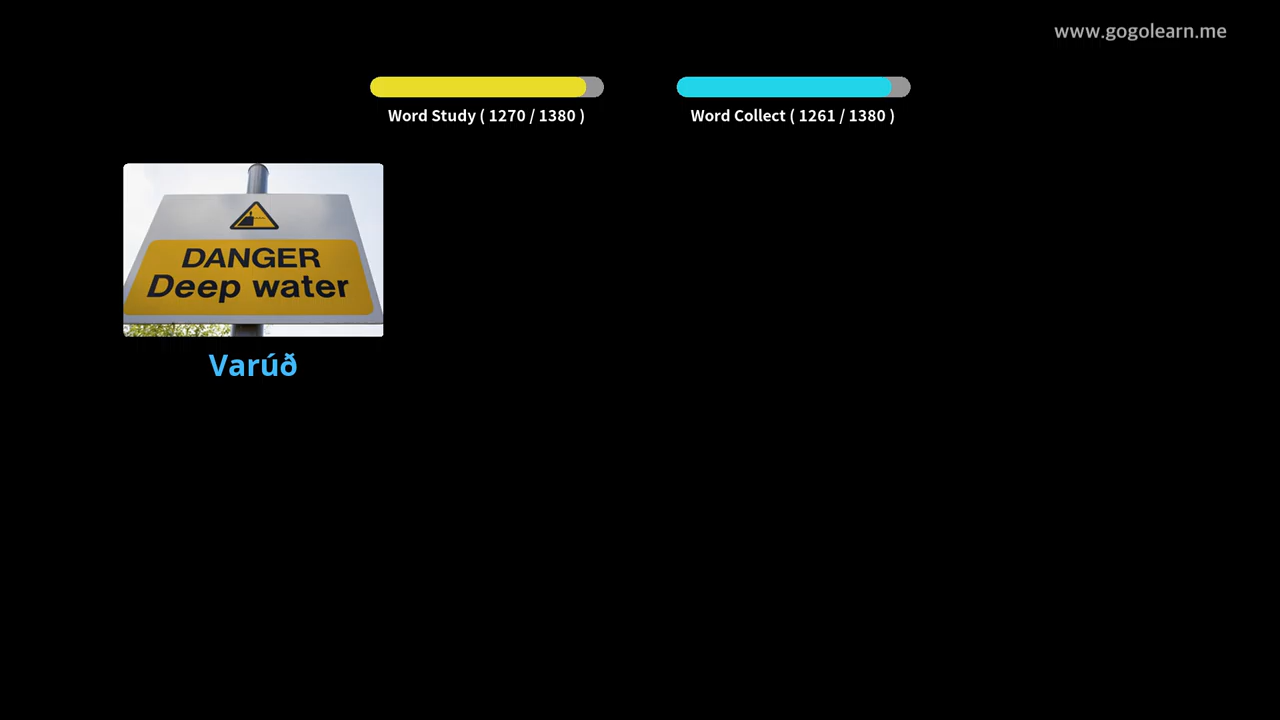 www.gogolearn.me
Word Study ( 1270 / 1380 )
Word Collect ( 1261 / 1380 )
DANGER
Deep water
Varúð